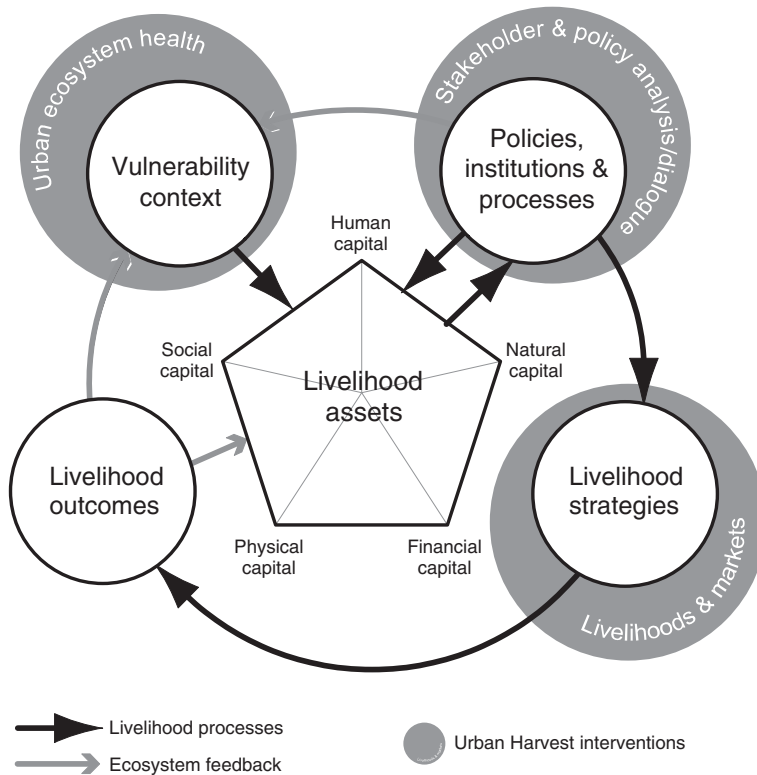 Urban ecosystem health
Stakeholder & policy analysis/dialogue
Vulnerability
context
Policies,
institutions &
processes
Human
capital
Social
capital
Natural
capital
Livelihood
assets
Livelihood
outcomes
Livelihood
strategies
Physical
capital
Financial
capital
Livelihoods & markets
Livelihood processes
Ecosystem feedback
Urban Harvest interventions